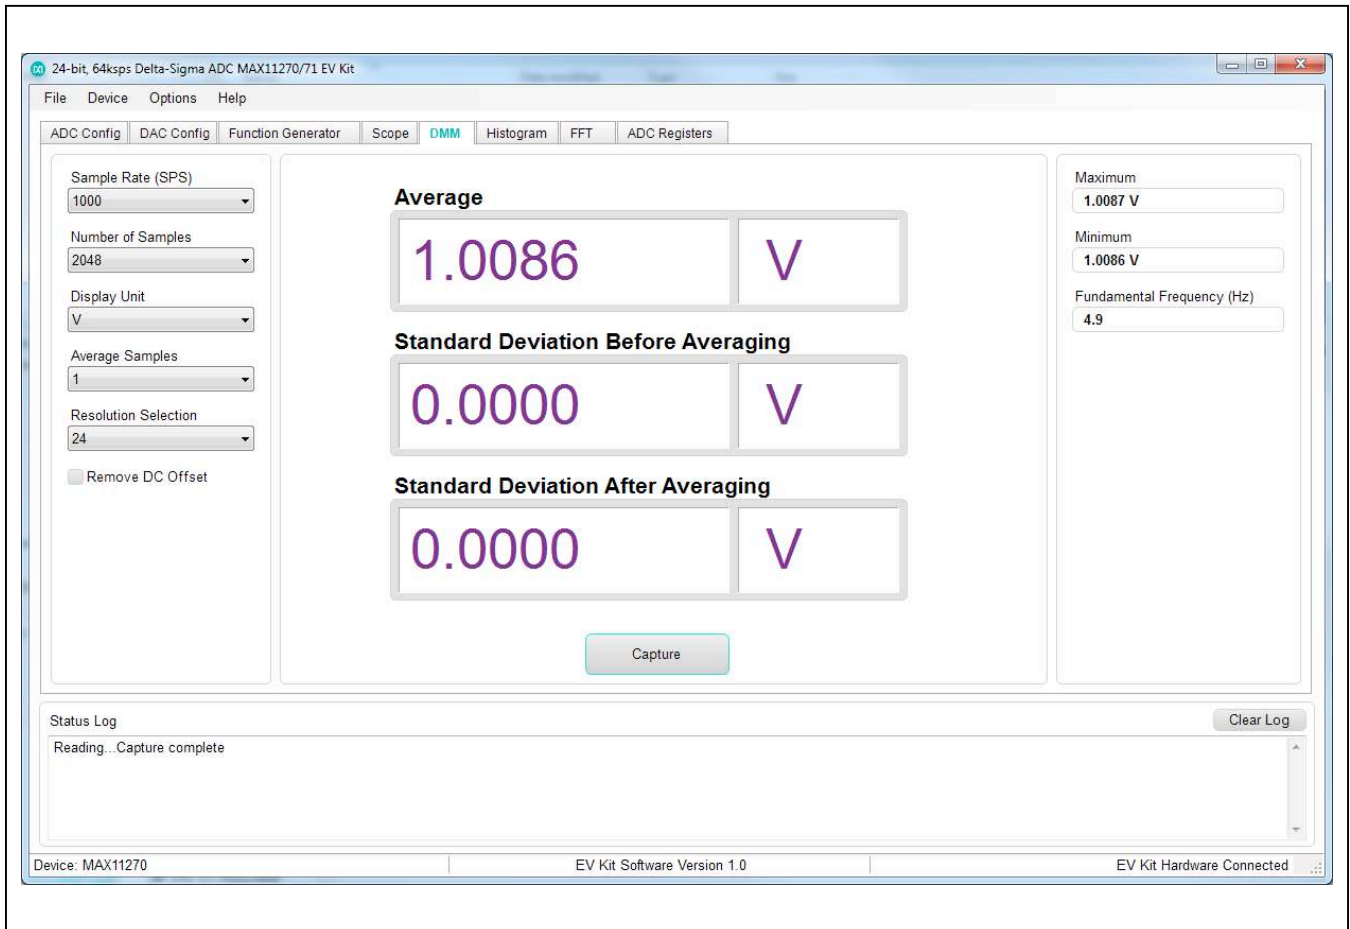 24-bit, 64ksps Delta-Sigma ADC MAX11270/71 EV Kit
File Device Options Help
ADC Config DAC Config Function Generator Scope DMM Histogram FFT ADC Registers
Sample Rate (SPS)
1000
Number of Samples
2048
Display Unit
V
Average Samples
1
Resolution Selection
24
Remove DC Offset
Average
1.0086 V
Standard Deviation Before Averaging
0.0000 V
Standard Deviation After Averaging
0.0000 V
Capture
Maximum
1.0087 V
Minimum
1.0086 V
Fundamental Frequency (Hz)
4.9
Status Log
Clear Log
Reading...Capture complete
Device: MAX11270
EV Kit Software Version 1.0
EV Kit Hardware Connected